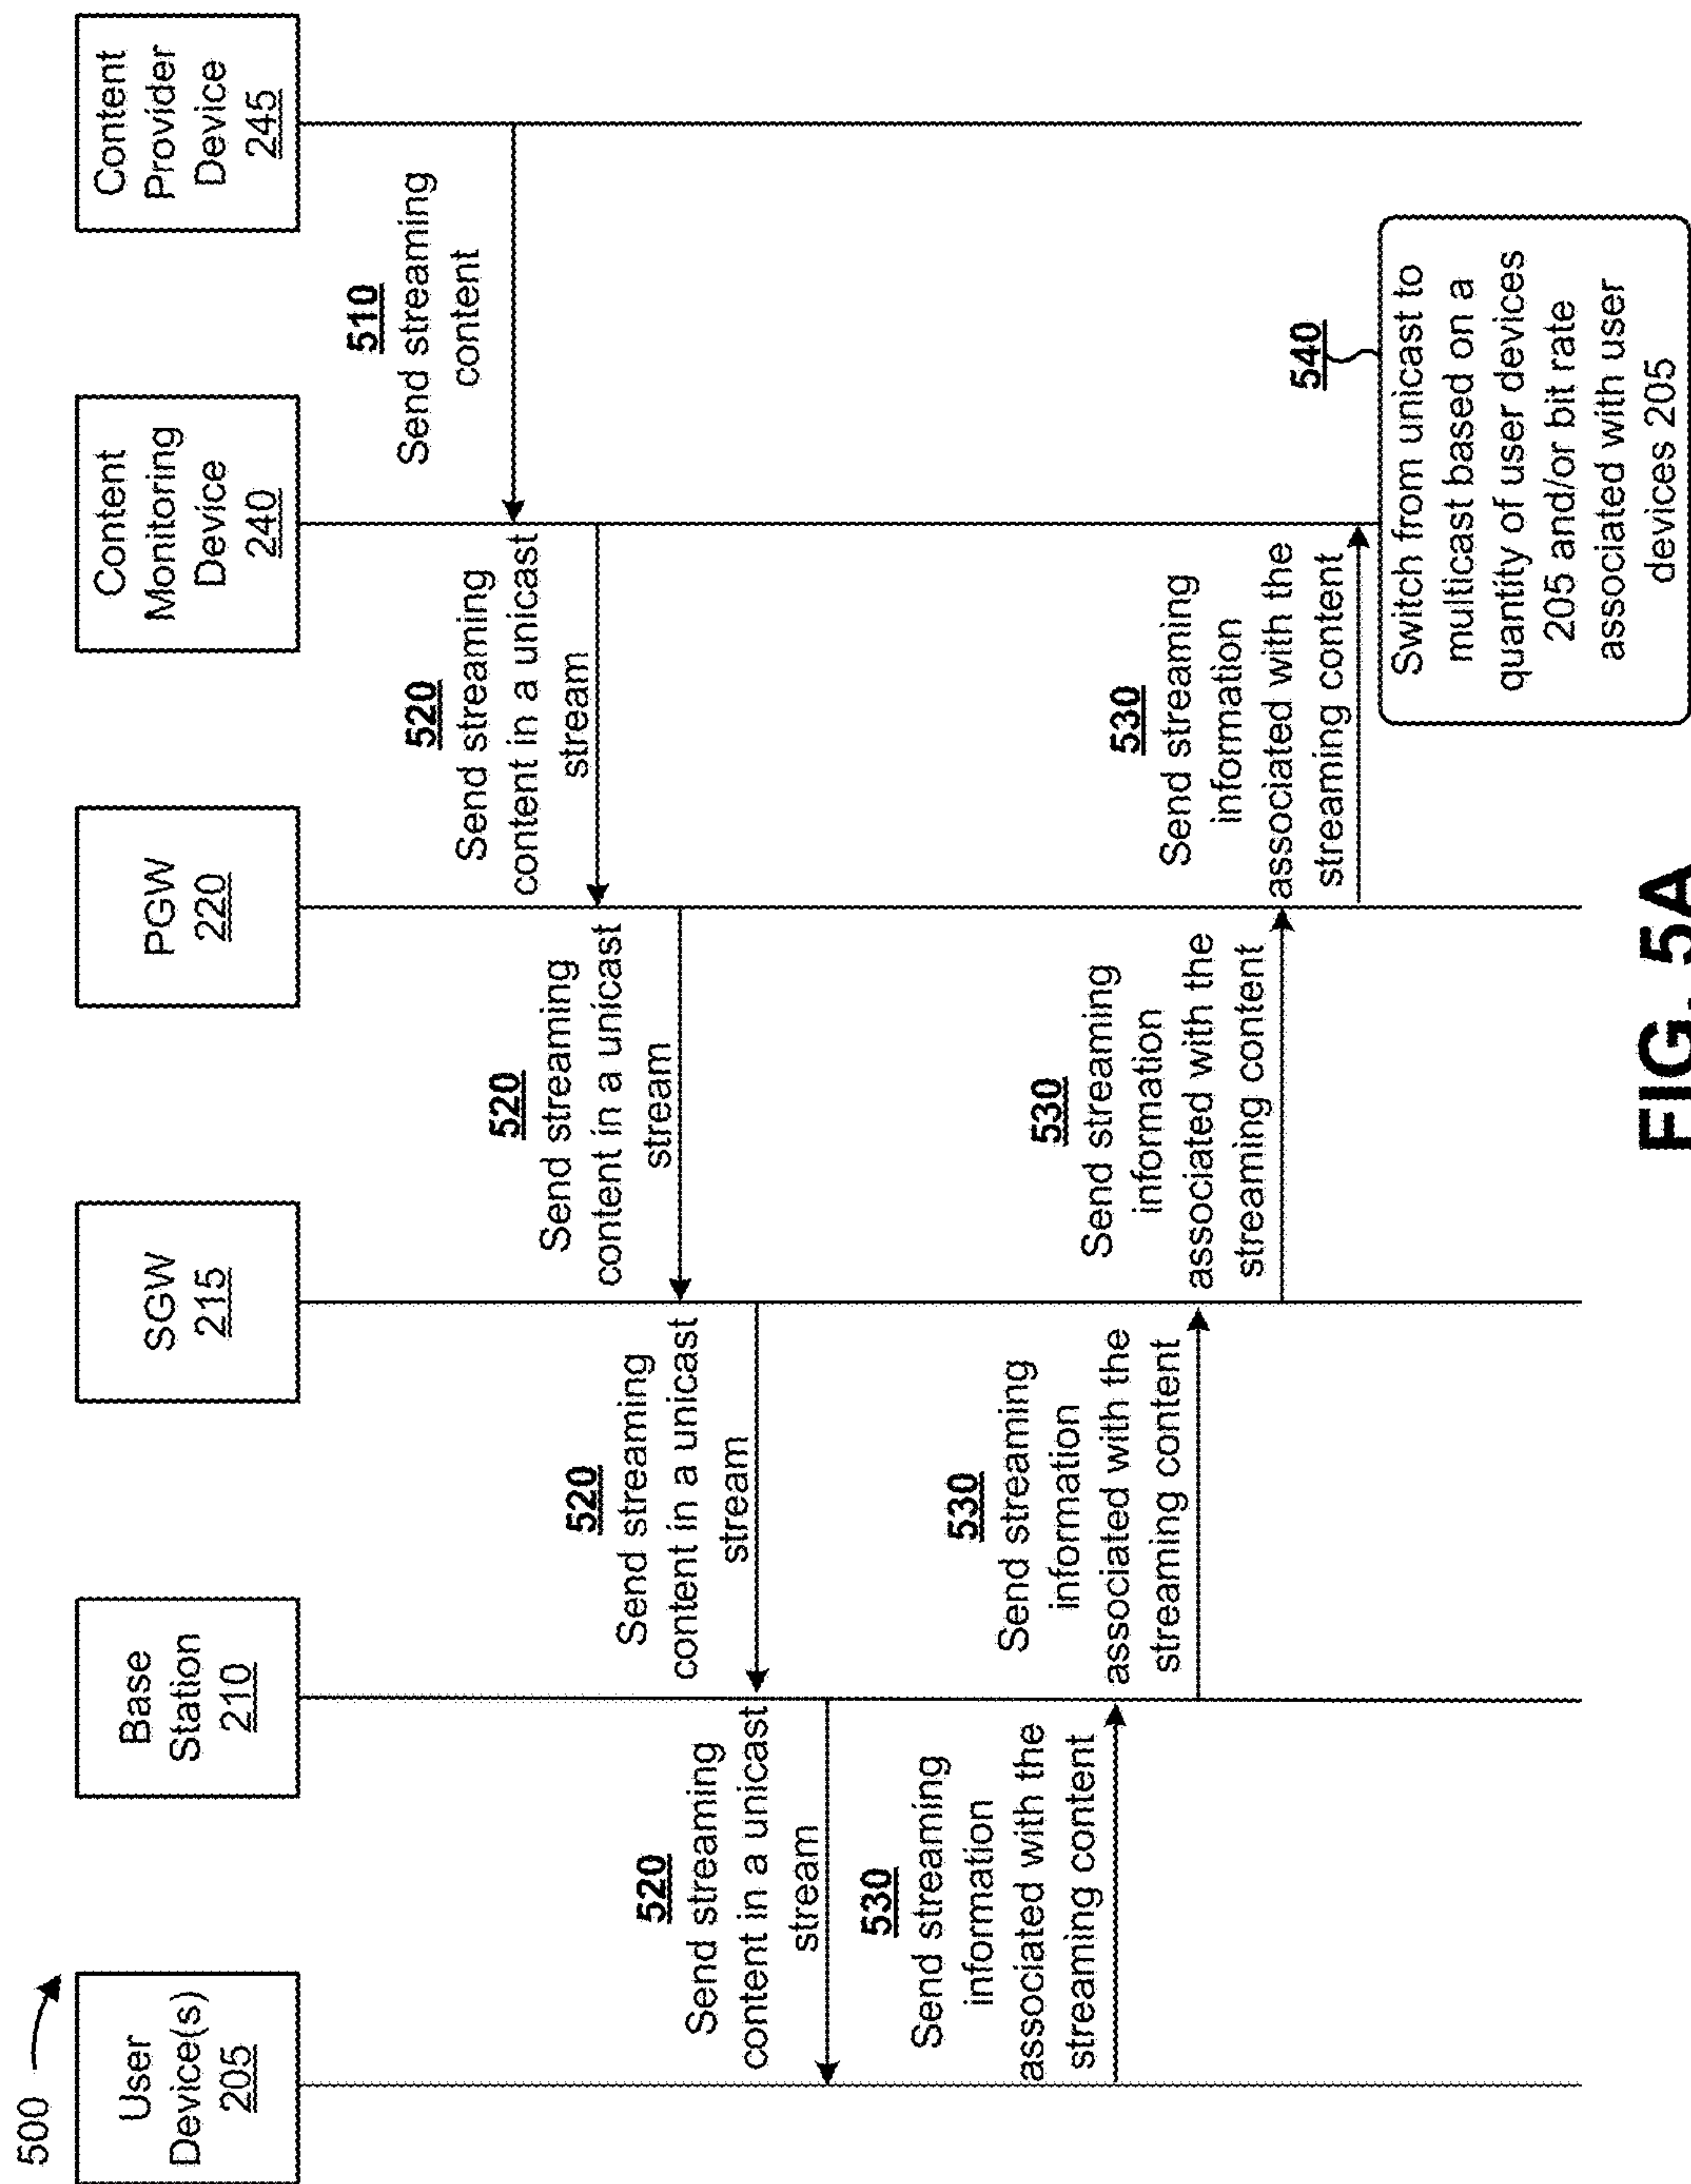 500
User
Device(s)
205
Base
Station
210
SGW
215
PGW
220
Content
Monitoring
Device
240
Content
Provider
Device
245
510
Send streaming
content
520
Send streaming
content in a unicast
stream
520
Send streaming
content in a unicast
stream
520
Send streaming
content in a unicast
stream
520
Send streaming
content in a unicast
stream
530
Send streaming
information
associated with the
streaming content
530
Send streaming
information
associated with the
streaming content
530
Send streaming
information
associated with the
streaming content
530
Send streaming
information
associated with the
streaming content
540
Switch from unicast to
multicast based on a
quantity of user devices
205 and/or bit rate
associated with user
devices 205
FIG. 5A